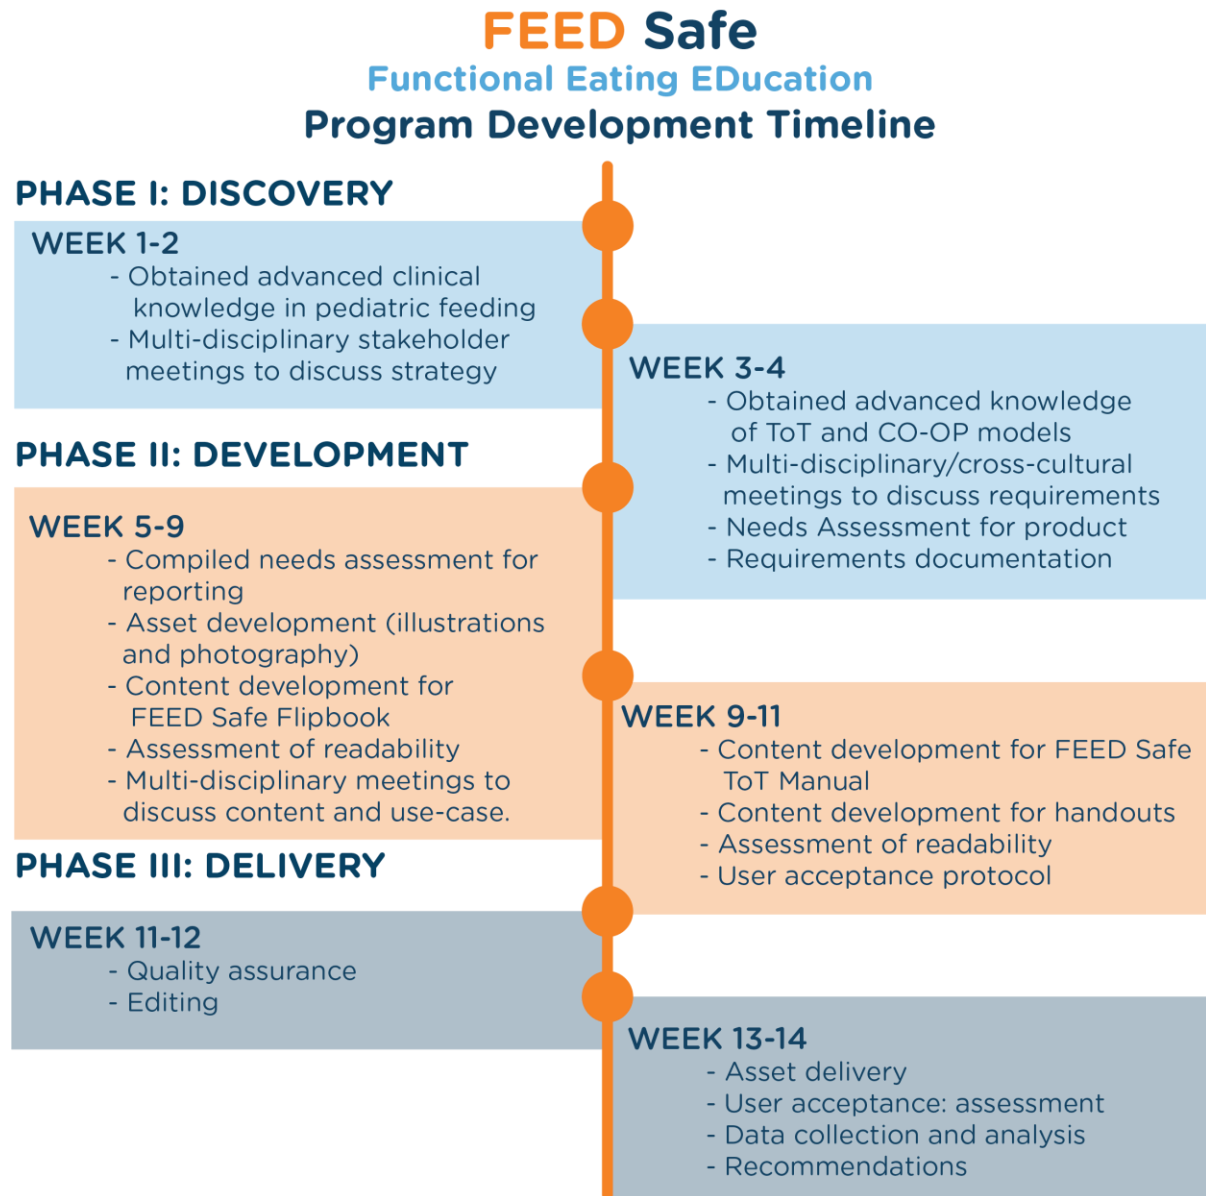 FEED Safe
Functional Eating EDucation
Program Development Timeline
PHASE I: DISCOVERY
WEEK 1-2
- Obtained advanced clinical
knowledge in pediatric feeding
- Multi-disciplinary stakeholder
meetings to discuss strategy
WEEK 3-4
- Obtained advanced knowledge
of ToT and CO-OP models
- Multi-disciplinary/cross-cultural
meetings to discuss requirements
- Needs Assessment for product
- Requirements documentation
PHASE II: DEVELOPMENT
WEEK 5-9
- Compiled needs assessment for
reporting
- Asset development (illustrations
and photography)
- Content development for
FEED Safe Flipbook
- Assessment of readability
- Multi-disciplinary meetings to
discuss content and use-case.
WEEK 9-11
- Content development for FEED Safe
ToT Manual
- Content development for handouts
- Assessment of readability
- User acceptance protocol
PHASE III: DELIVERY
WEEK 11-12
- Quality assurance
- Editing
WEEK 13-14
- Asset delivery
- User acceptance: assessment
- Data collection and analysis
- Recommendations